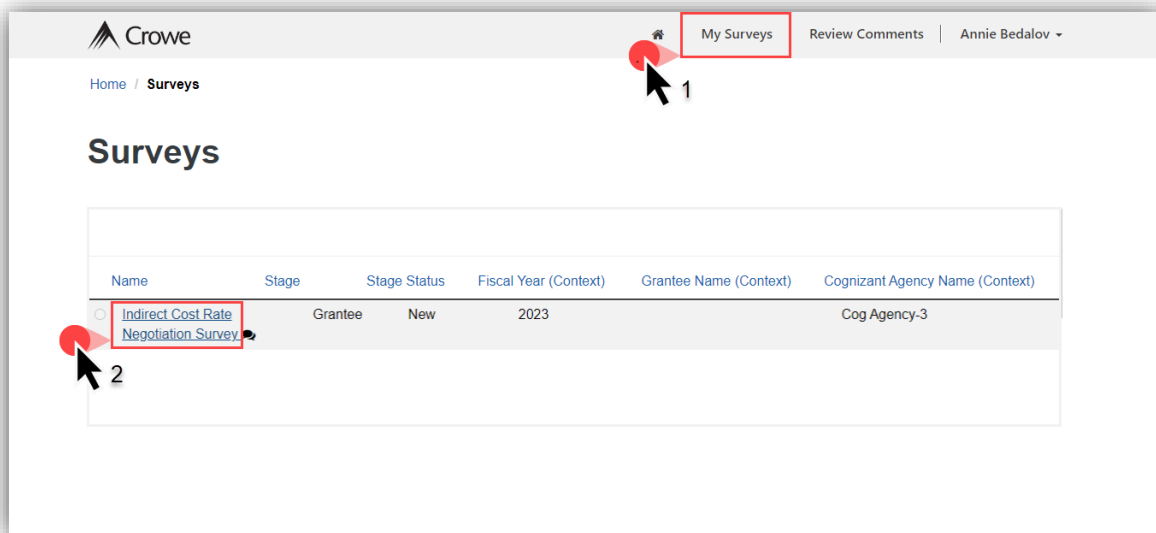 Crowe
My Surveys Review Comments Annie Bedalov
1
Home / Surveys
Surveys
Name Stage Stage Status Fiscal Year (Context) Grantee Name (Context) Cognizant Agency Name (Context)
Indirect Cost Rate Grantee New 2023 Cog Agency-3
Negotiation Survey
2